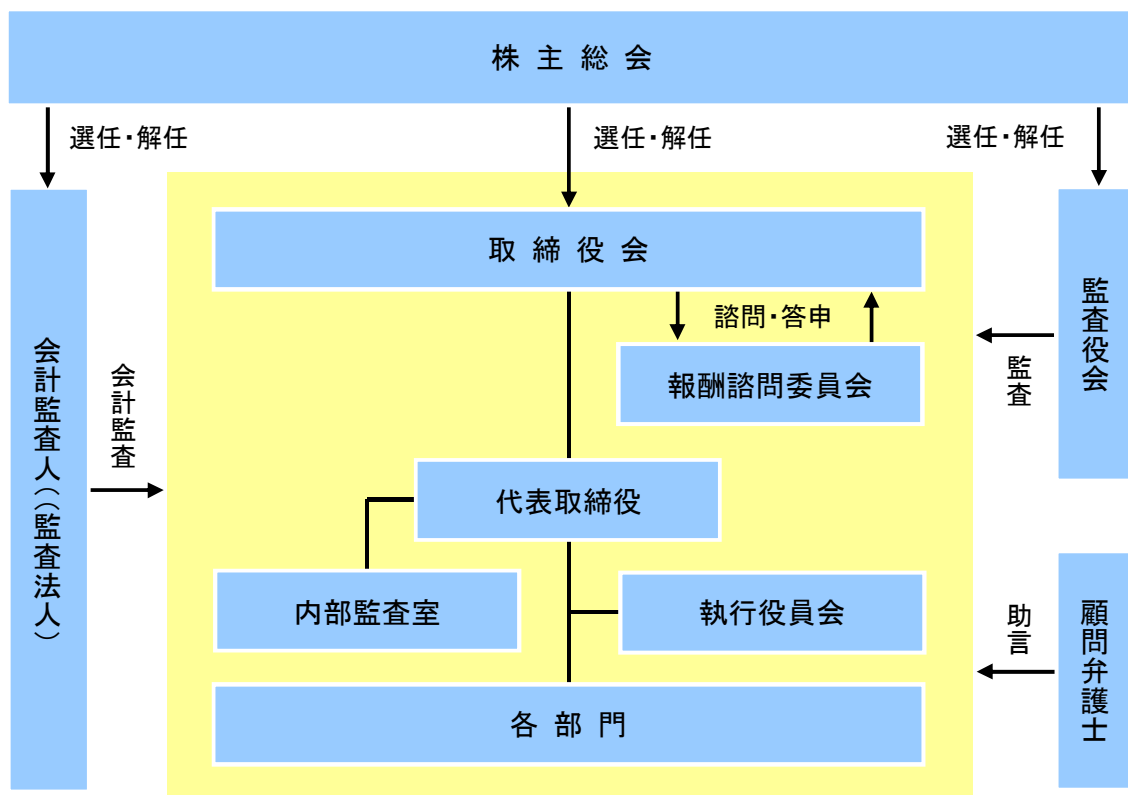 株主総会
選任・解任
選任・解任
選任・解任
取締役会
諮問・答申
報酬諮問委員会
監査役会
監査
会計監査人((監査法人)
会計監査
代表取締役
内部監査室
執行役員会
助言
顧問弁護士
各部門